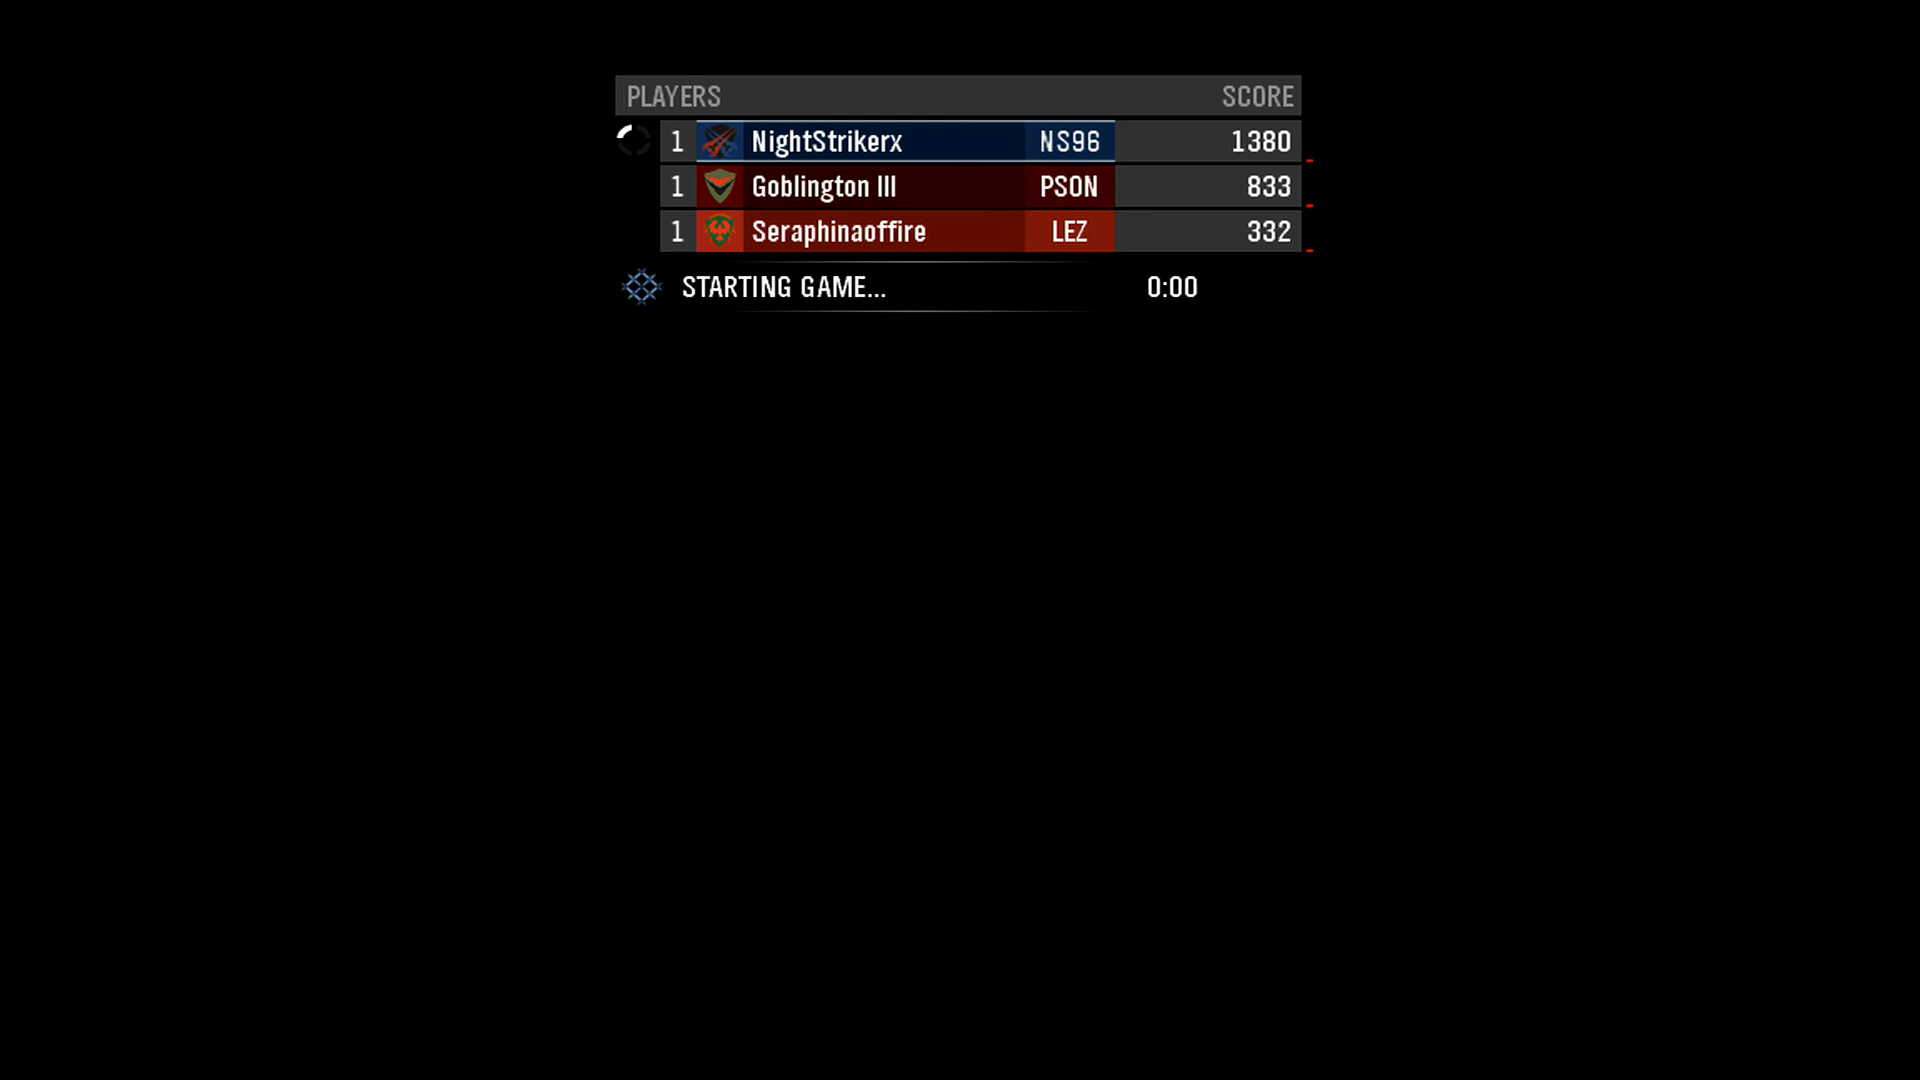 PLAYERS SCORE
1 NightStrikerx NS96 1380
1 Goblington III PSON 833
1 Seraphinaoffire LEZ 332
STARTING GAME... 0:00